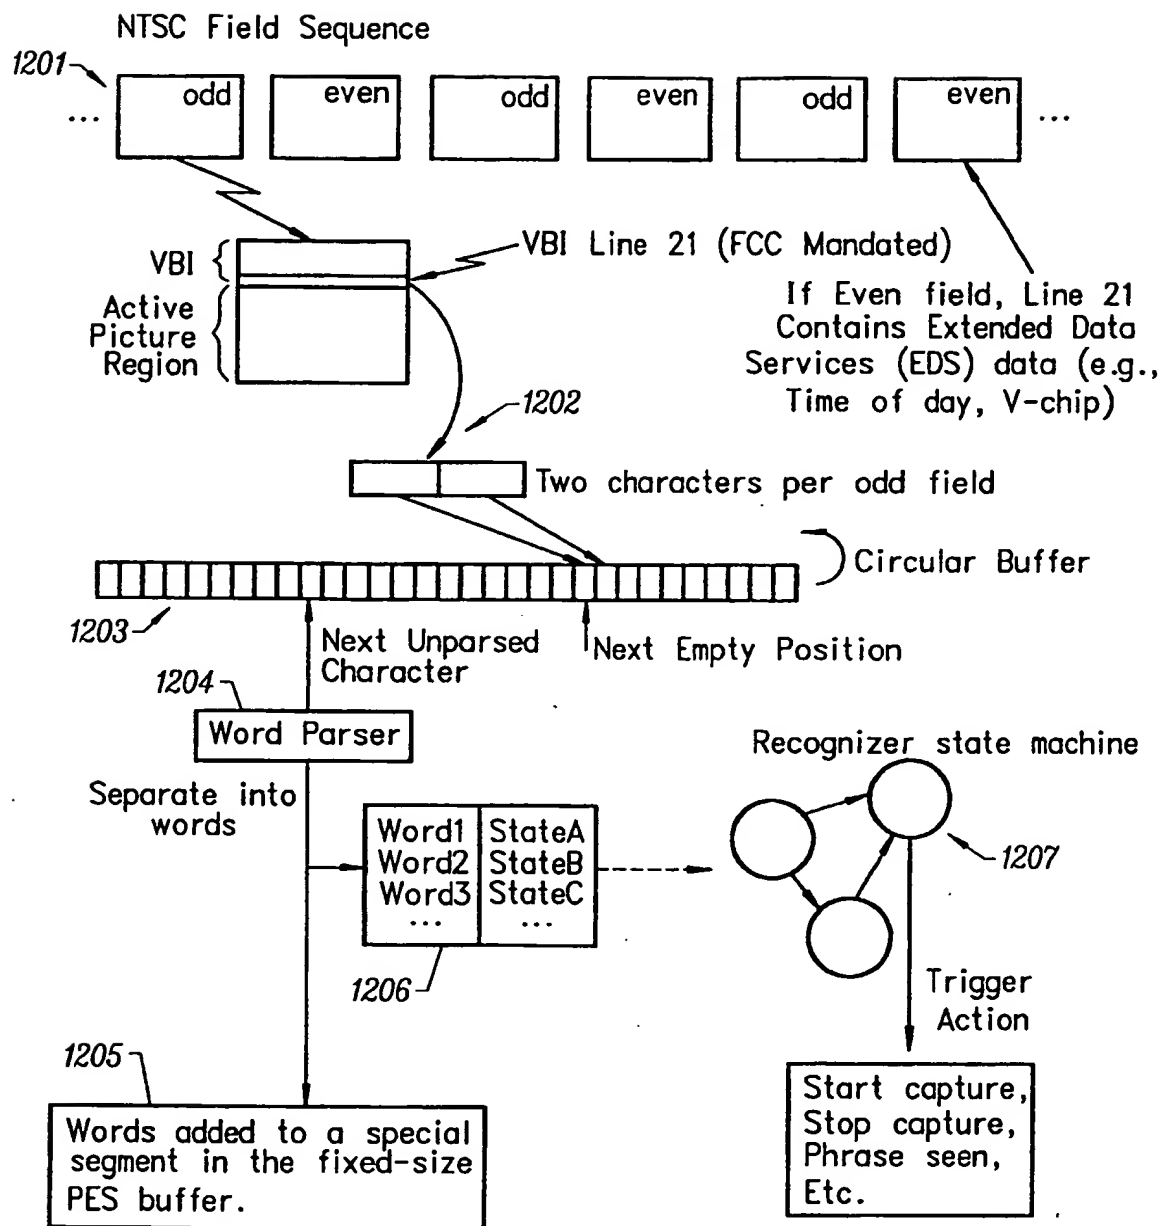 NTSC Field Sequence
1201
... odd even odd even odd even ...
VBI
VBI Line 21 (FCC Mandated)
Active
Picture
Region
If Even field, Line 21
Contains Extended Data
Services (EDS) data (e.g.,
Time of day, V-chip)
1202
Two characters per odd field
Circular Buffer
1203
Next Unparsed
Character
Next Empty Position
1204
Word Parser
Separate into
words
Recognizer state machine
Word1 StateA
Word2 StateB
Word3 StateC
... ...
1206
1207
Trigger
Action
1205
Words added to a special
segment in the fixed-size
PES buffer.
Start capture,
Stop capture,
Phrase seen,
Etc.